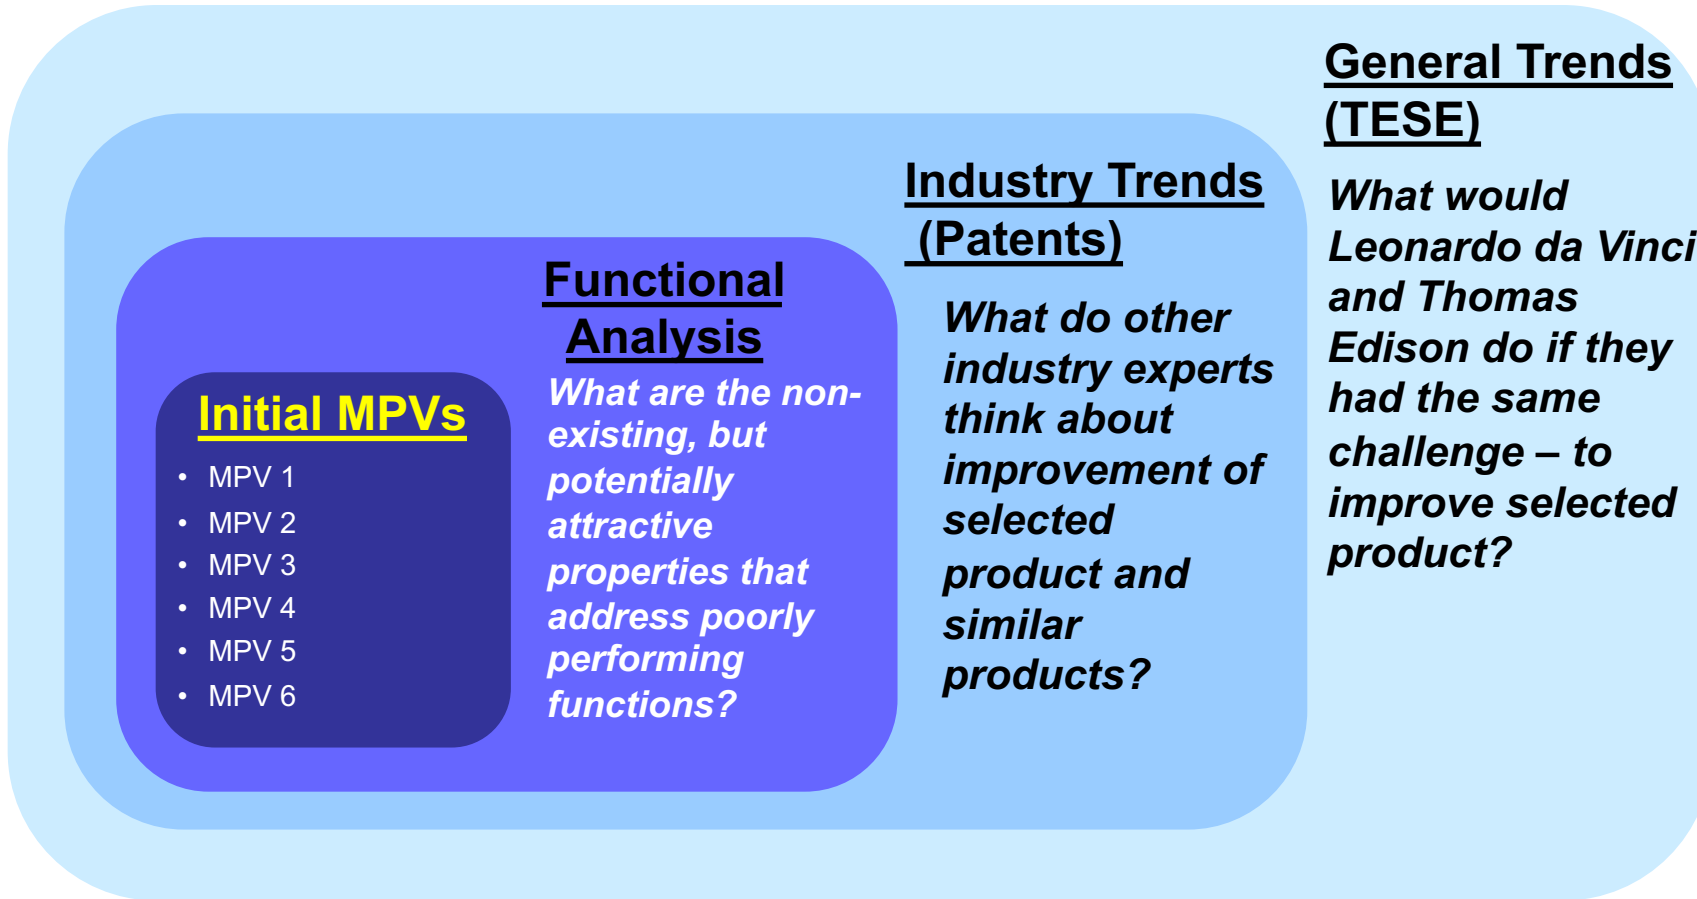 Initial MPVs
• MPV 1
• MPV 2
• MPV 3
• MPV 4
• MPV 5
• MPV 6
Functional
Analysis
What are the non-
existing, but
potentially
attractive
properties that
address poorly
performing
functions?
Industry Trends
(Patents)
What do other
industry experts
think about
improvement of
selected
product and
similar
products?
General Trends
(TESE)
What would
Leonardo da Vinci
and Thomas
Edison do if they
had the same
challenge – to
improve selected
product?